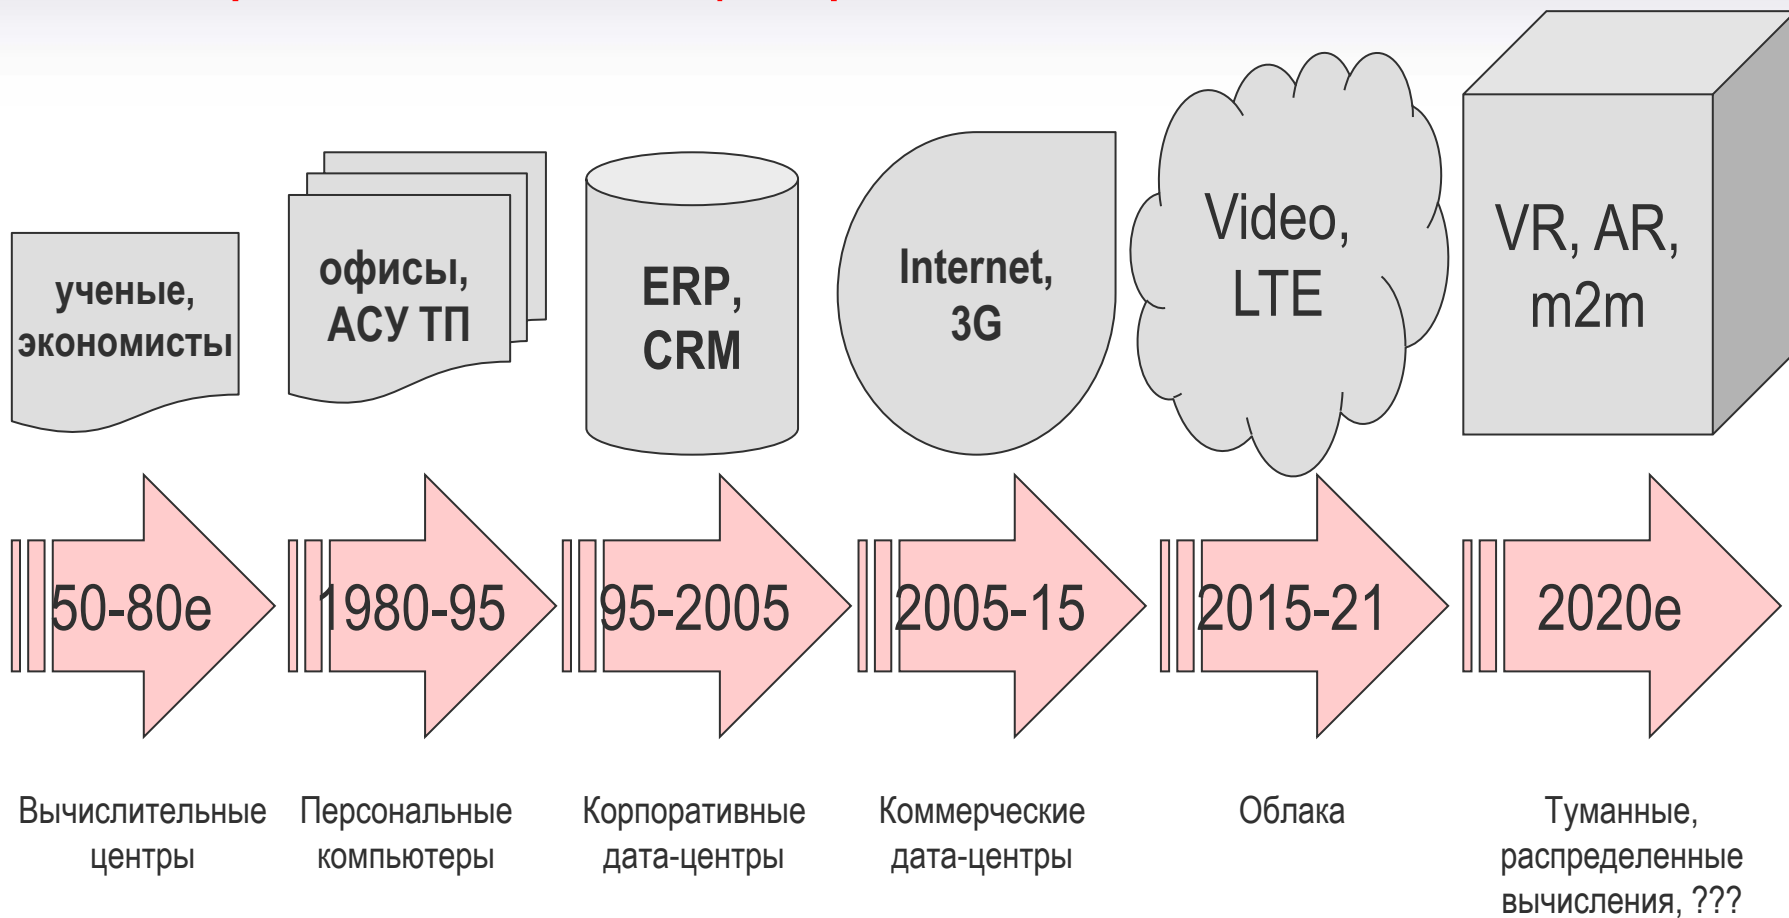 ученые,
экономисты
офисы,
АСУ ТП
ERP,
CRM
Internet,
3G
Video,
LTE
VR, AR,
m2m
50-80е
1980-95
95-2005
2005-15
2015-21
2020е
Вычислительные
центры
Персональные
компьютеры
Корпоративные
дата-центры
Коммерческие
дата-центры
Облака
Туманные,
распределенные
вычисления, ???